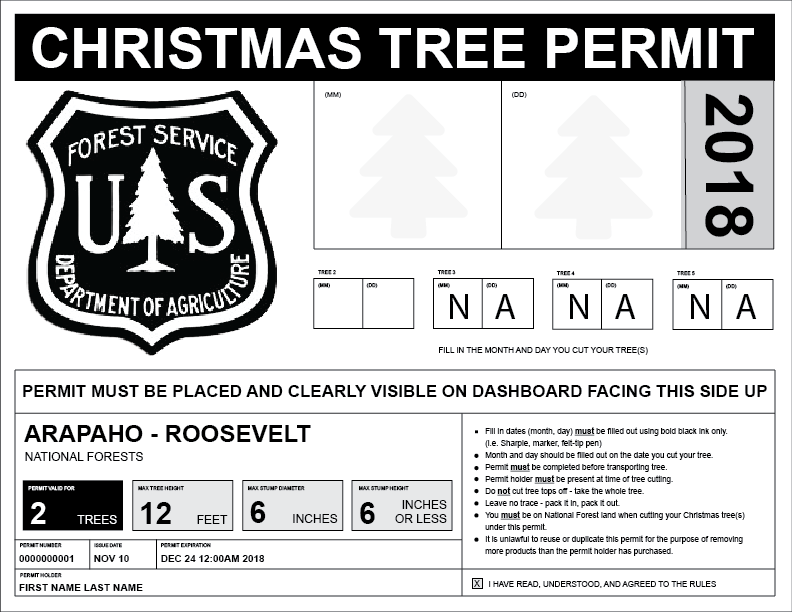 CHRISTMAS TREE PERMIT
FOREST SERVICE
U S
DEPARTMENT OF AGRICULTURE
(MM)
(DD)
2018
TREE 2
(MM) (DD)
TREE 3
(MM) (DD)
N A
TREE 4
(MM) (DD)
N A
TREE 5
(MM) (DD)
N A
FILL IN THE MONTH AND DAY YOU CUT YOUR TREE(S)
PERMIT MUST BE PLACED AND CLEARLY VISIBLE ON DASHBOARD FACING THIS SIDE UP
ARAPAHO - ROOSEVELT
NATIONAL FORESTS
PERMIT VALID FOR
2 TREES
MAX TREE HEIGHT
12 FEET
MAX STUMP DIAMETER
6 INCHES
MAX STUMP HEIGHT
6 INCHES
OR LESS
PERMIT NUMBER
0000000001
ISSUE DATE
NOV 10
PERMIT EXPIRATION
DEC 24 12:00AM 2018
PERMIT HOLDER
FIRST NAME LAST NAME
• Fill in dates (month, day) must be filled out using bold black ink only.
(i.e. Sharpie, marker, felt-tip pen)
• Month and day should be filled out on the date you cut your tree.
• Permit must be completed before transporting tree.
• Permit holder must be present at time of tree cutting.
• Do not cut tree tops off - take the whole tree.
• Leave no trace - pack it in, pack it out.
• You must be on National Forest land when cutting your Christmas tree(s)
under this permit.
• It is unlawful to reuse or duplicate this permit for the purpose of removing
more products than the permit holder has purchased.
X I HAVE READ, UNDERSTOOD, AND AGREED TO THE RULES